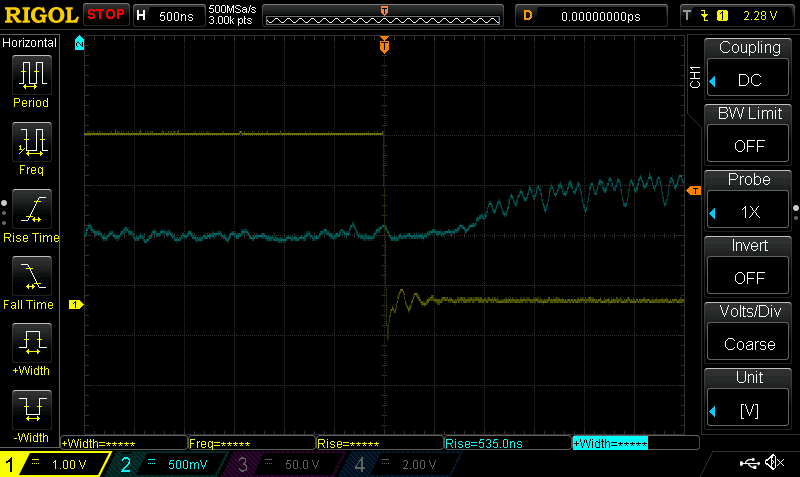 RIGOL STOP H 500ns 500MSa/s 3.00k pts T D 0.00000000ps T 1 2.28 V
Horizontal
Period
Freq
Rise Time
Fall Time
+Width
-Width
2
T
1
T
CH1
Coupling
DC
BW Limit
OFF
Probe
1X
Invert
OFF
Volts/Div
Coarse
Unit
[V]
+Width=***** Freq=***** Rise=***** Rise=535.0ns +Width=*****
1 1.00 V 2 500mV 3 50.0 V 4 2.00 V